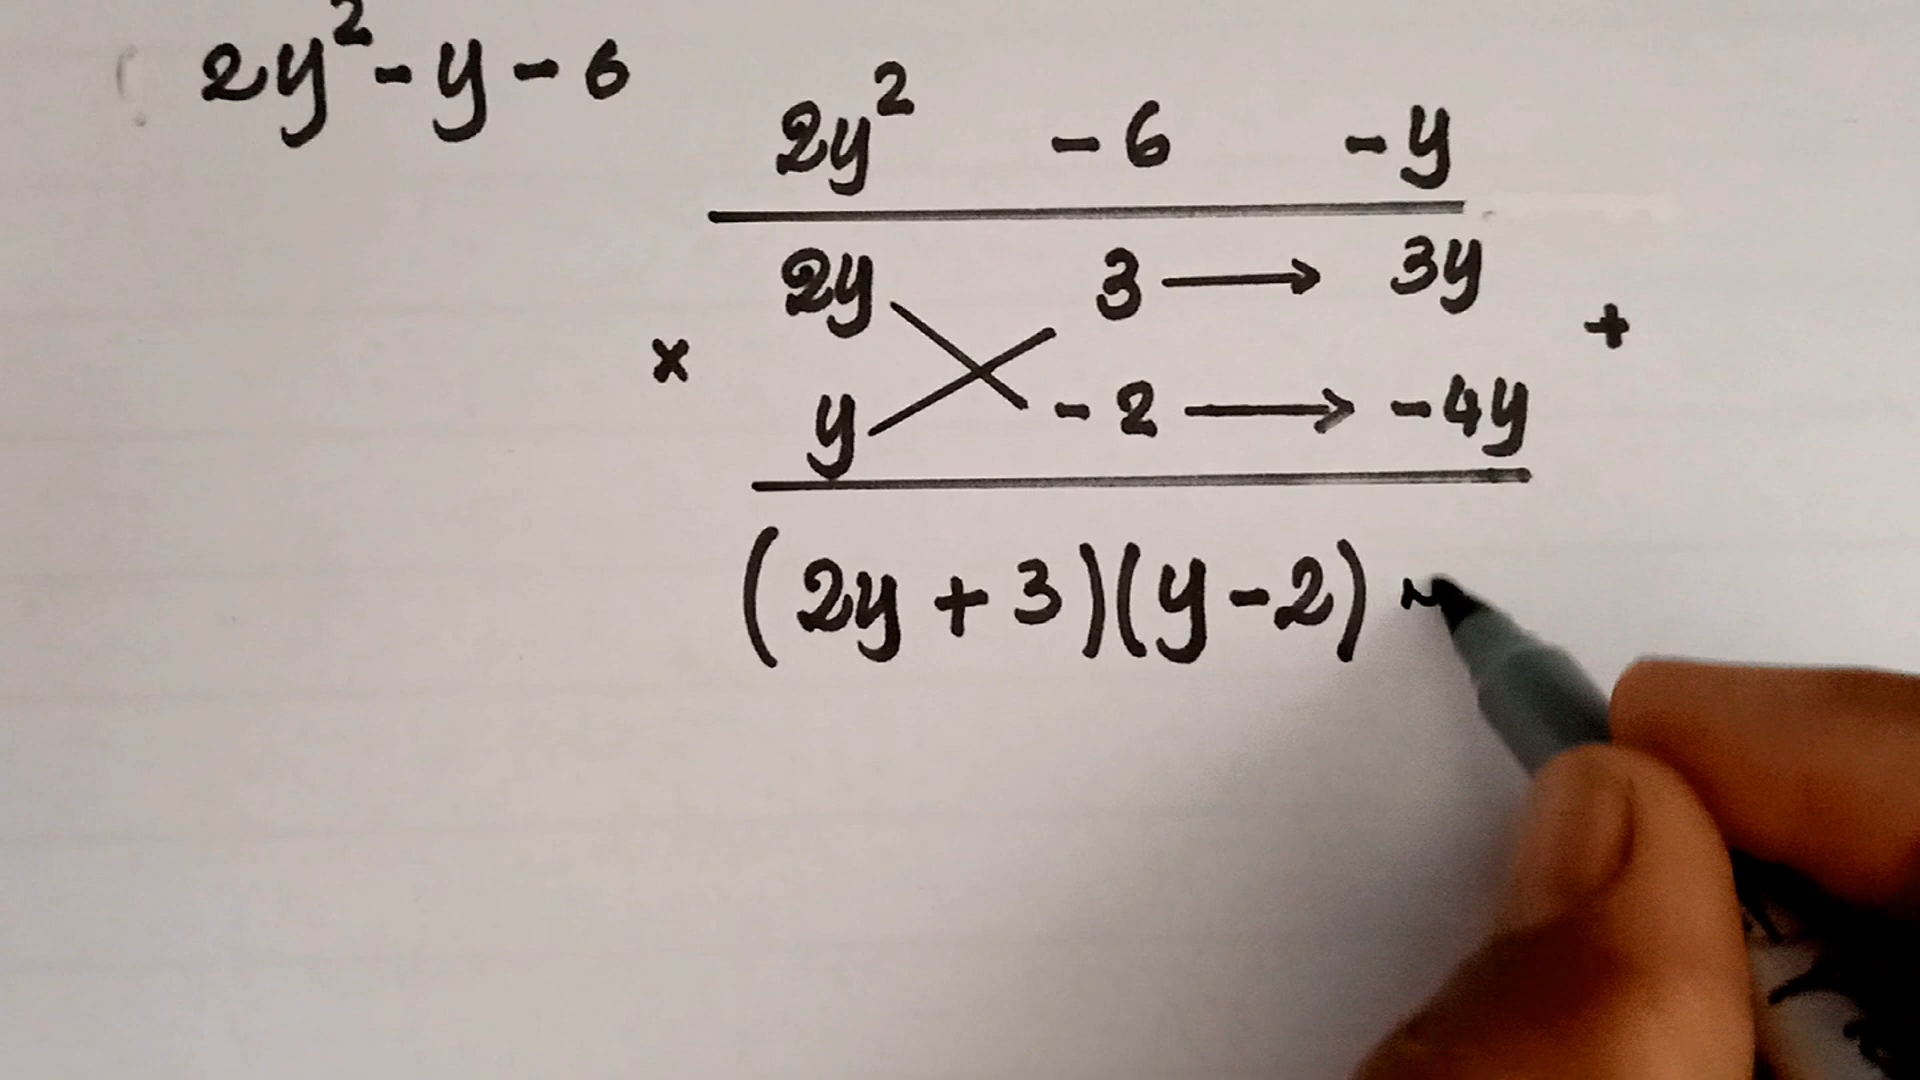 2y² - y - 6
2y² - 6 - y
2y 3 → 3y
× +
y - 2 → - 4y
(2y + 3)(y - 2)